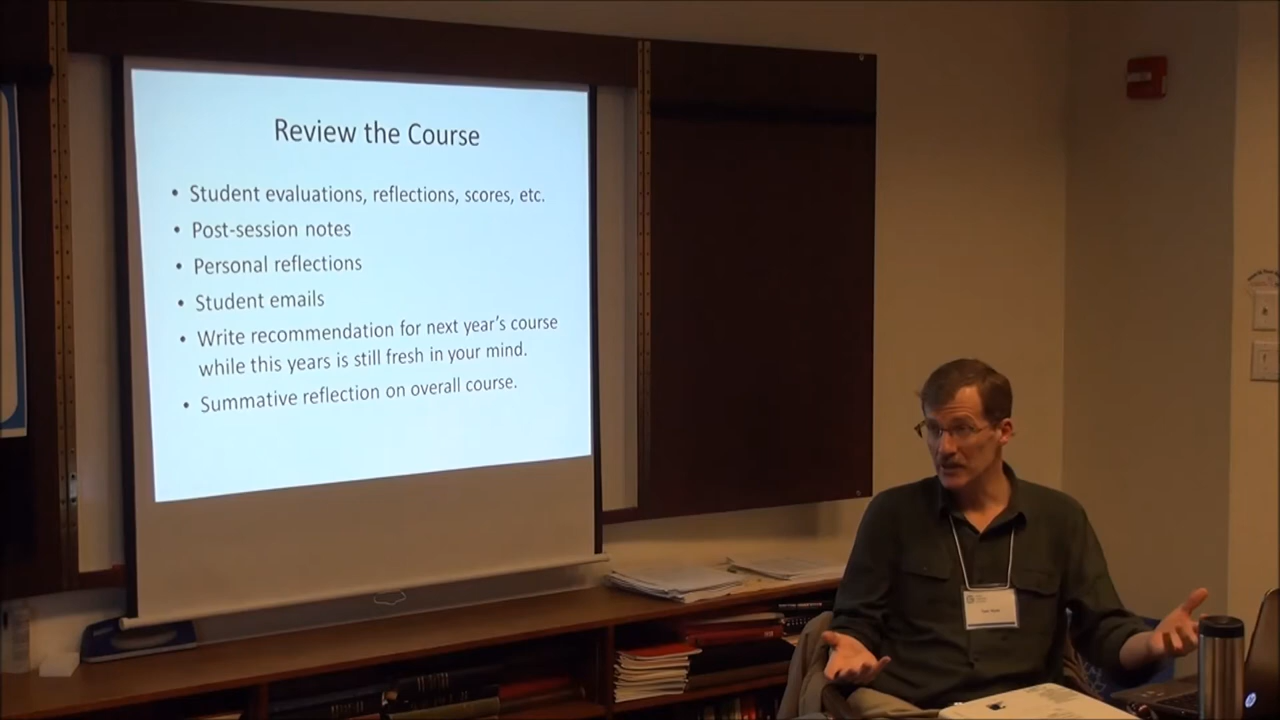 Review the Course
• Student evaluations, reflections, scores, etc.
• Post-session notes
• Personal reflections
• Student emails
• Write recommendation for next year's course
while this years is still fresh in your mind.
• Summative reflection on overall course.